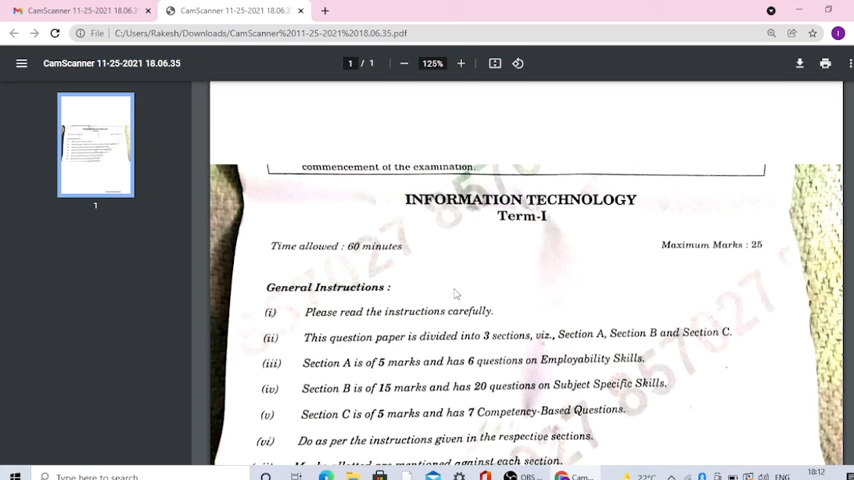 CamScanner 11-25-2021 18.06.35
CamScanner 11-25-2021 18.06.35
File C:/Users/Rakesh/Downloads/CamScanner%2011-25-2021%2018.06.35.pdf
CamScanner 11-25-2021 18.06.35
1 / 1
125%
1
commencement of the examination.
INFORMATION TECHNOLOGY
Term-I
Time allowed : 60 minutes
Maximum Marks : 25
General Instructions :
(i) Please read the instructions carefully.
(ii) This question paper is divided into 3 sections, viz., Section A, Section B and Section C.
(iii) Section A is of 5 marks and has 6 questions on Employability Skills.
(iv) Section B is of 15 marks and has 20 questions on Subject Specific Skills.
(v) Section C is of 5 marks and has 7 Competency-Based Questions.
(vi) Do as per the instructions given in the respective sections.
Marks allotted are mentioned against each section.
857027
857027
857027
Type here to search
OBS
Cam...
22°C
ENG
18:12